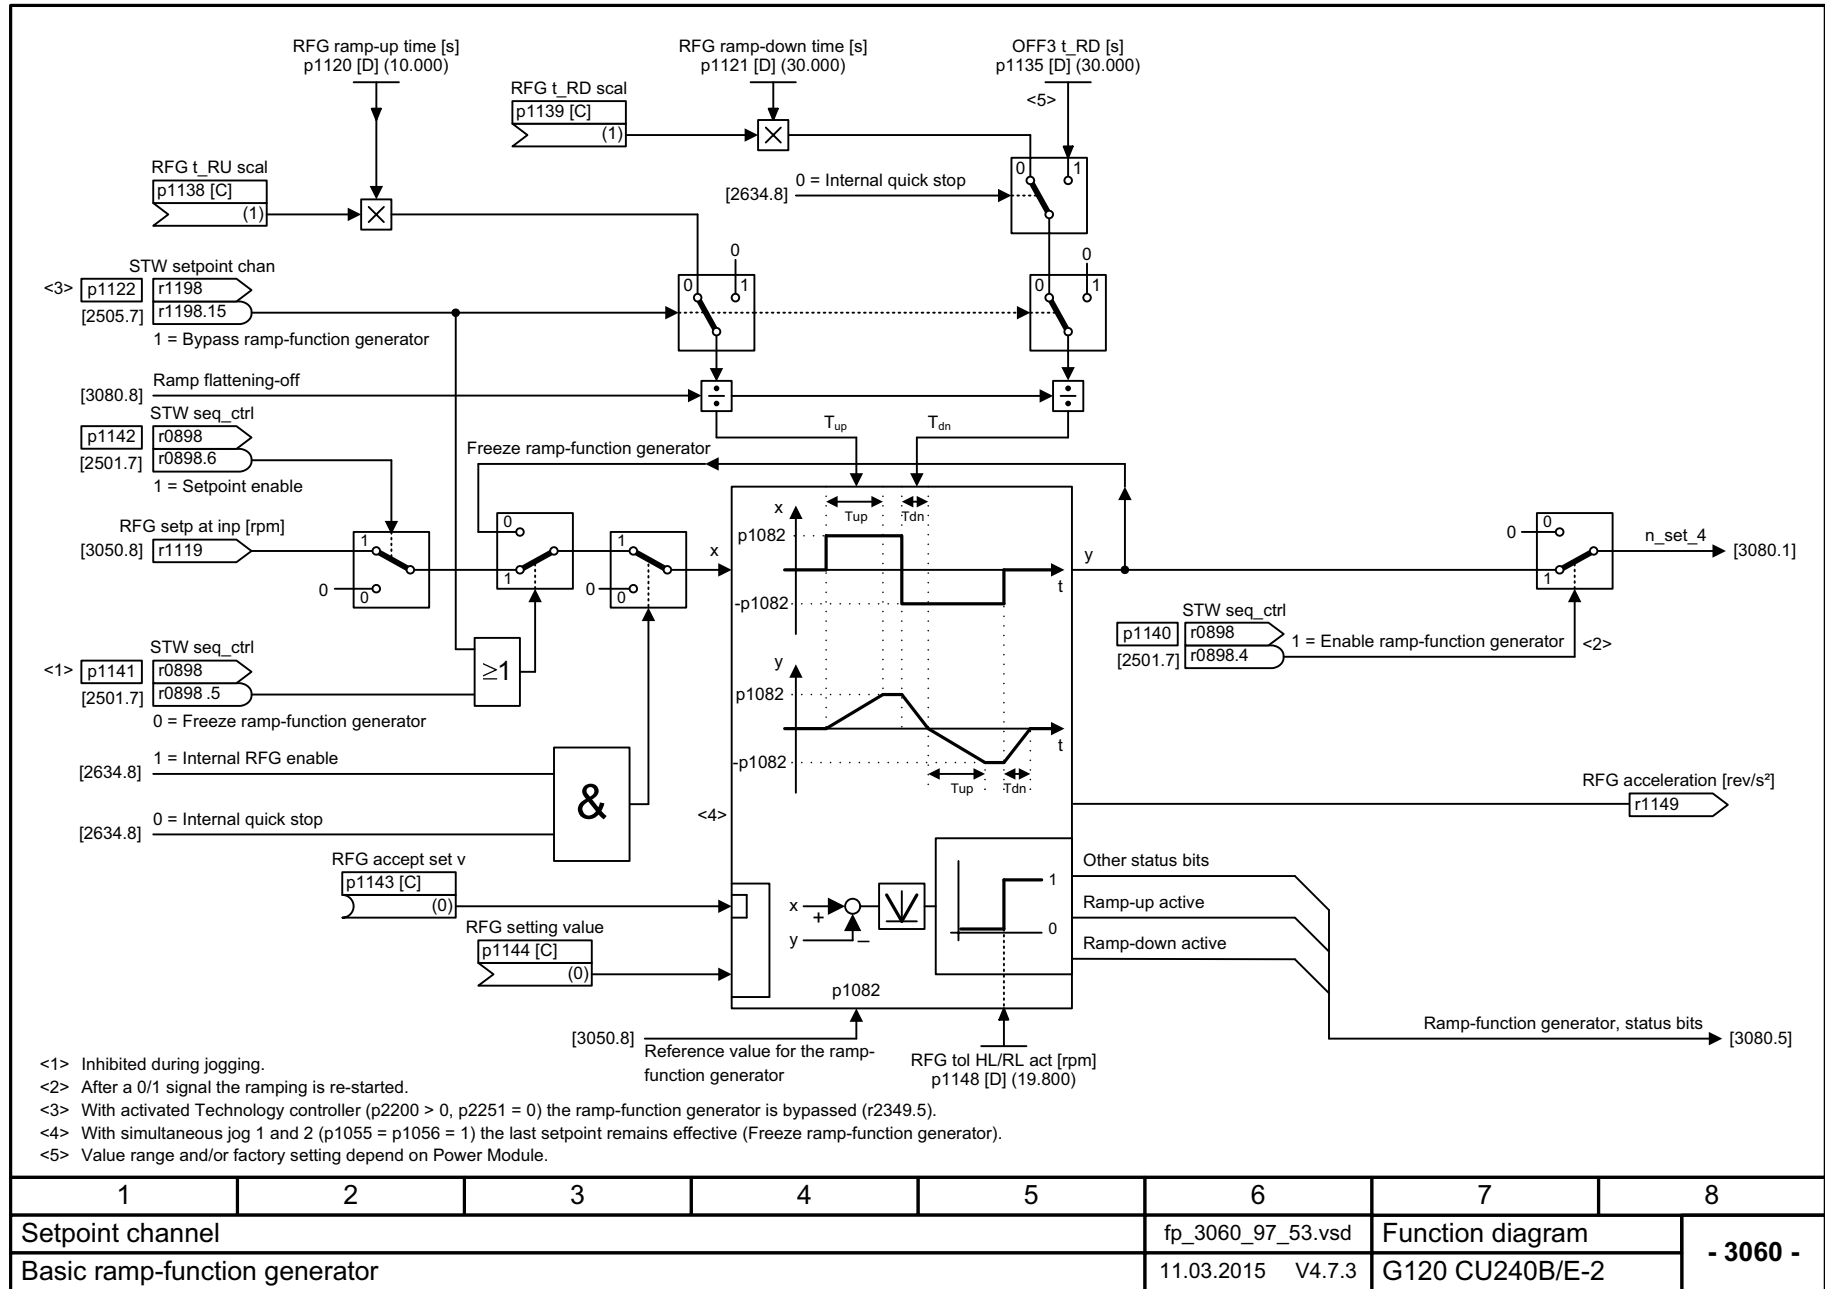 RFG ramp-up time [s]
p1120 [D] (10.000)
RFG ramp-down time [s]
p1121 [D] (30.000)
OFF3 t_RD [s]
p1135 [D] (30.000)
<5>
RFG t_RD scal
p1139 [C]
(1)
RFG t_RU scal
p1138 [C]
(1)
0
1
[2634.8]
0 = Internal quick stop
STW setpoint chan
<3>
p1122
r1198
[2505.7]
r1198.15
1 = Bypass ramp-function generator
0
0
1
0
0
1
[3080.8]
Ramp flattening-off
÷
÷
STW seq_ctrl
p1142
r0898
[2501.7]
r0898.6
1 = Setpoint enable
Tup
Tdn
Freeze ramp-function generator
RFG setp at inp [rpm]
[3050.8]
r1119
1
0
0
0
1
1
0
0
x
x
p1082
-p1082
Tup
Tdn
t
y
0
0
1
n_set_4
[3080.1]
STW seq_ctrl
p1140
r0898
[2501.7]
r0898.4
1 = Enable ramp-function generator
<2>
STW seq_ctrl
<1>
p1141
r0898
[2501.7]
r0898 .5
0 = Freeze ramp-function generator
≥1
y
p1082
-p1082
t
Tup
Tdn
[2634.8]
1 = Internal RFG enable
[2634.8]
0 = Internal quick stop
&
<4>
RFG acceleration [rev/s²]
r1149
RFG accept set v
p1143 [C]
(0)
RFG setting value
p1144 [C]
(0)
x
+
y
–
1
0
p1082
Other status bits
Ramp-up active
Ramp-down active
Ramp-function generator, status bits
[3080.5]
[3050.8]
Reference value for the ramp-
function generator
RFG tol HL/RL act [rpm]
p1148 [D] (19.800)
<1> Inhibited during jogging.
<2> After a 0/1 signal the ramping is re-started.
<3> With activated Technology controller (p2200 > 0, p2251 = 0) the ramp-function generator is bypassed (r2349.5).
<4> With simultaneous jog 1 and 2 (p1055 = p1056 = 1) the last setpoint remains effective (Freeze ramp-function generator).
<5> Value range and/or factory setting depend on Power Module.
1 2 3 4 5 6 7 8
Setpoint channel
fp_3060_97_53.vsd
Function diagram
- 3060 -
Basic ramp-function generator
11.03.2015 V4.7.3
G120 CU240B/E-2